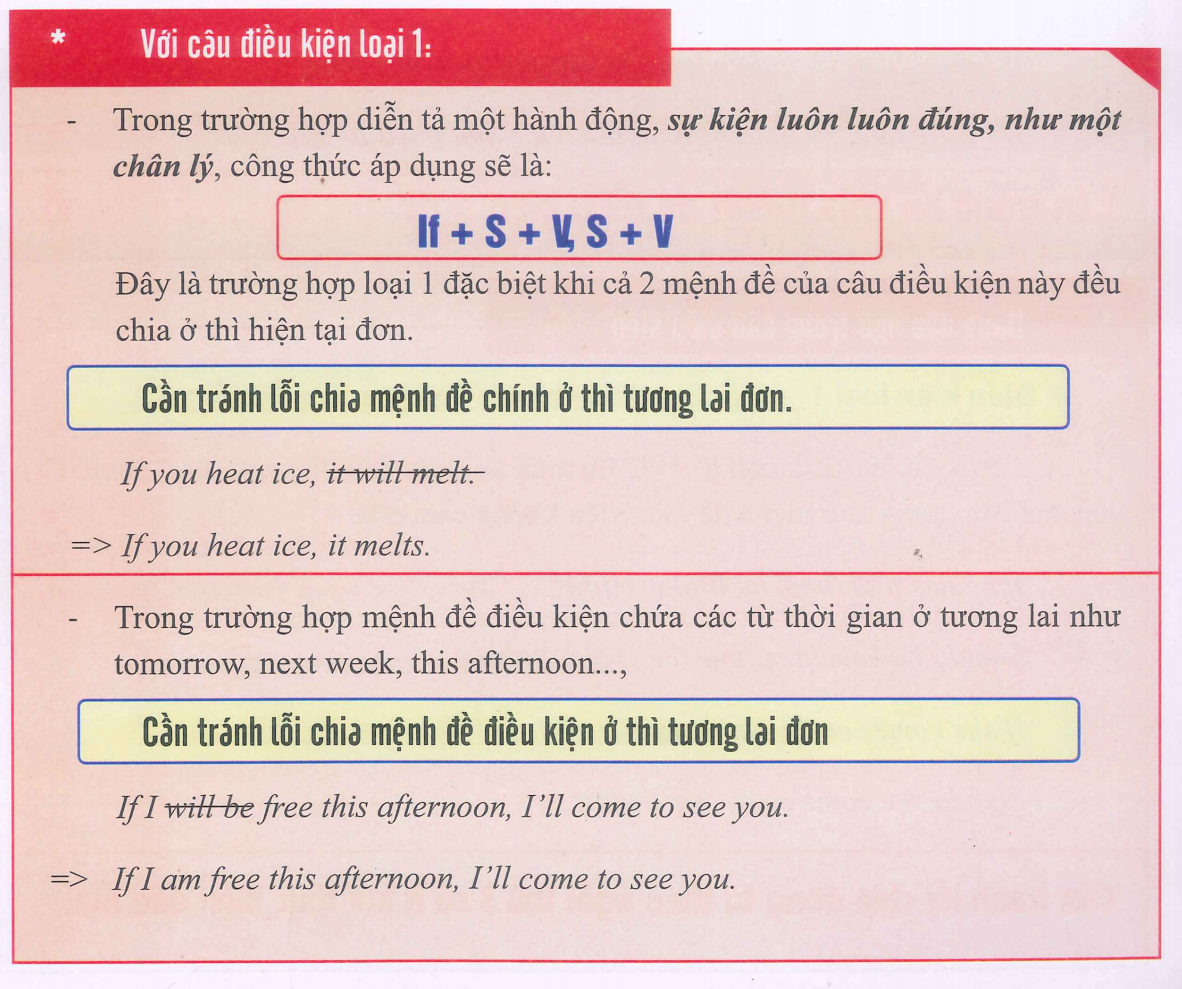 * Với câu điều kiện loại 1:
- Trong trường hợp diễn tả một hành động, sự kiện luôn luôn đúng, như một
chân lý, công thức áp dụng sẽ là:
If + S + V, S + V
Đây là trường hợp loại 1 đặc biệt khi cả 2 mệnh đề của câu điều kiện này đều
chia ở thì hiện tại đơn.
Cần tránh lỗi chia mệnh đề chính ở thì tương lai đơn.
If you heat ice, it will melt.
=> If you heat ice, it melts.
- Trong trường hợp mệnh đề điều kiện chứa các từ thời gian ở tương lai như
tomorrow, next week, this afternoon...,
Cần tránh lỗi chia mệnh đề điều kiện ở thì tương lai đơn
If I will be free this afternoon, I'll come to see you.
=> If I am free this afternoon, I'll come to see you.